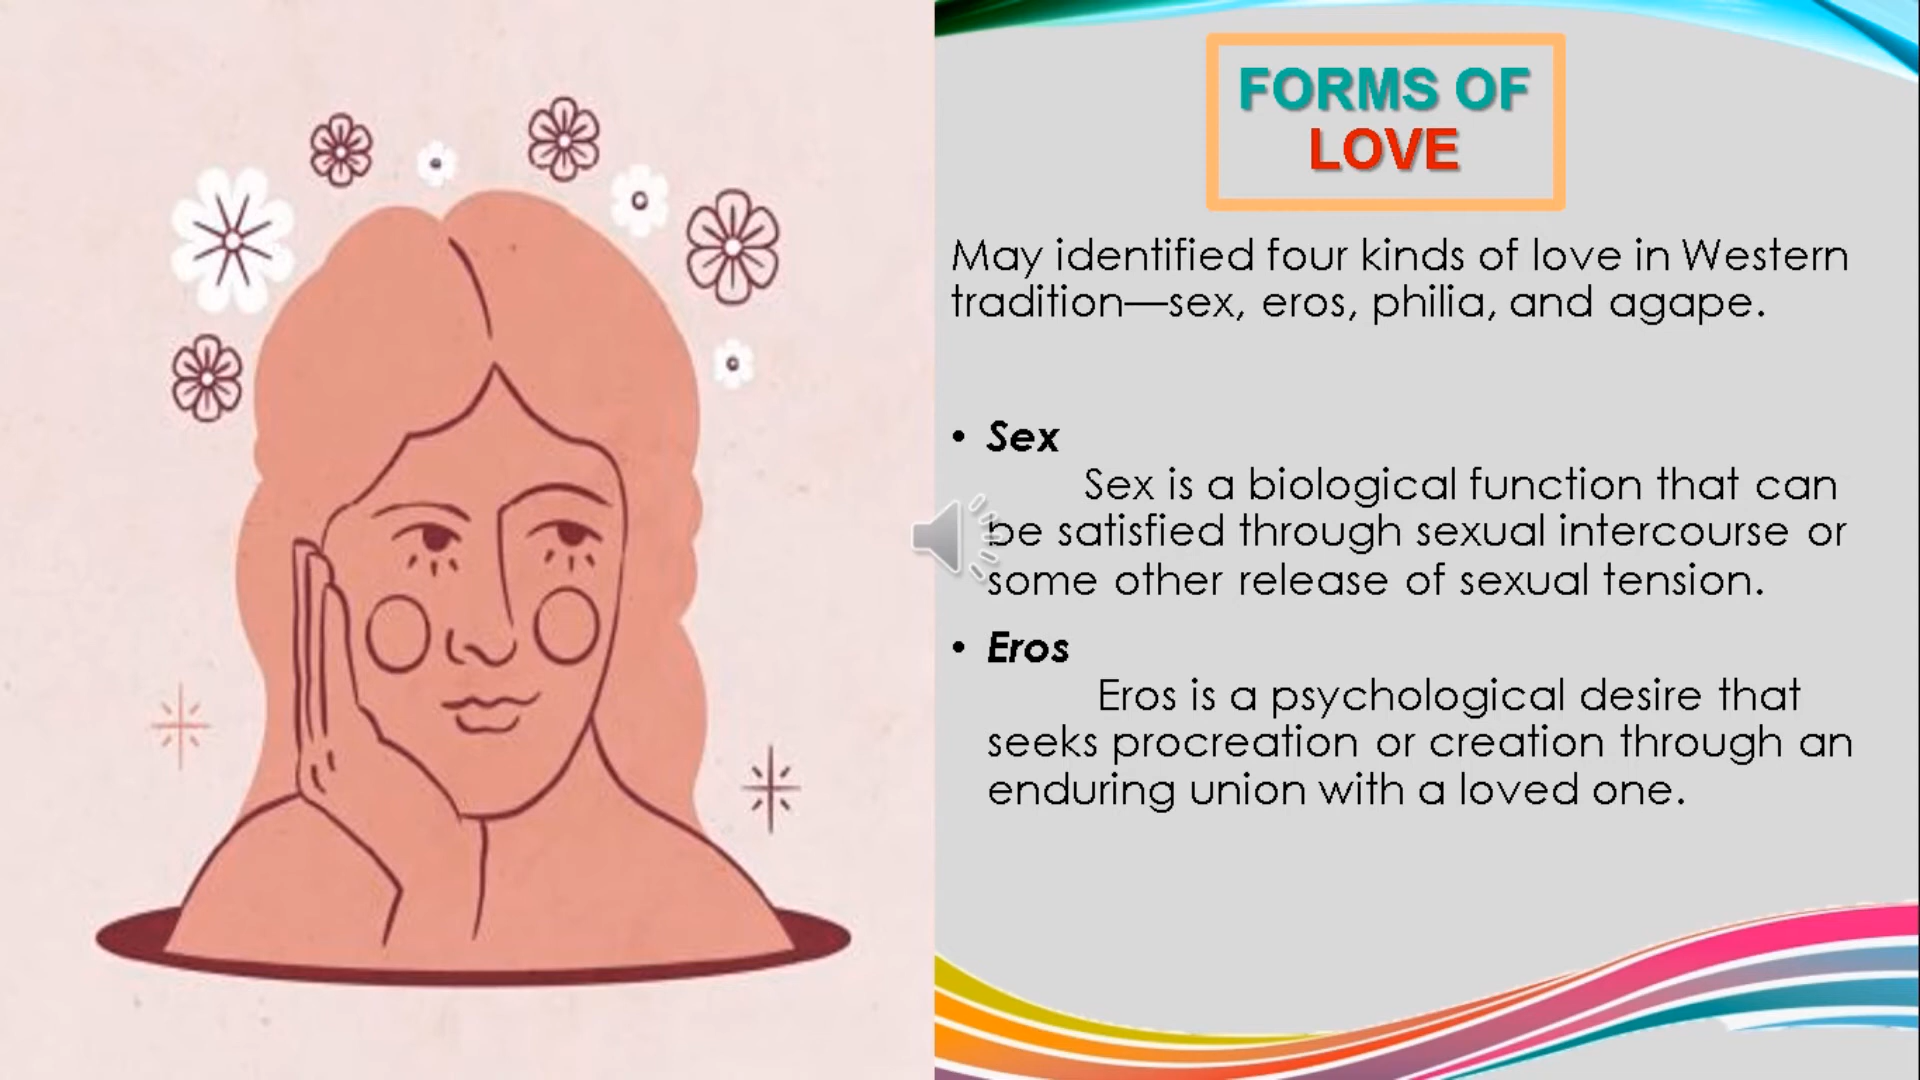 FORMS OF
LOVE
May identified four kinds of love in Western
tradition—sex, eros, philia, and agape.
• Sex
Sex is a biological function that can
be satisfied through sexual intercourse or
some other release of sexual tension.
• Eros
Eros is a psychological desire that
seeks procreation or creation through an
enduring union with a loved one.